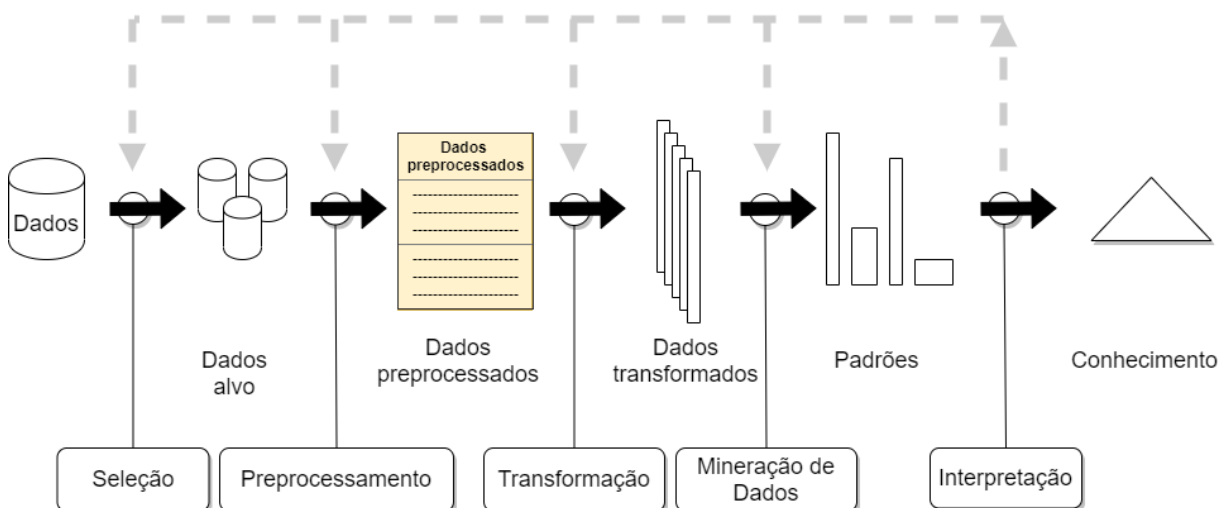 Dados
preprocessados
Dados
Dados
alvo
Dados
preprocessados
Dados
transformados
Padrões
Conhecimento
Seleção
Preprocessamento
Transformação
Mineração de
Dados
Interpretação